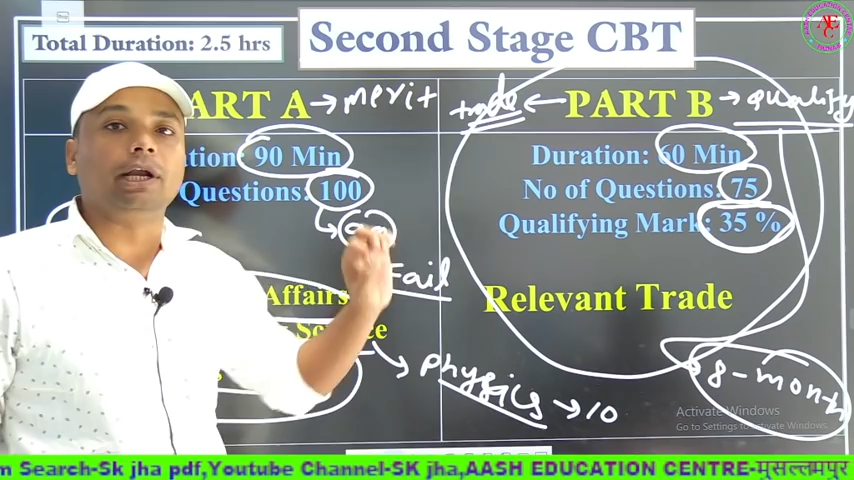 Total Duration: 2.5 hrs
Second Stage CBT
ART A → merit
trade ← PART B → qualify
tion: 90 Min
Questions: 100
Duration: 60 Min
No of Questions: 75
Qualifying Mark: 35 %
Affairs
Fail
Relevant Trade
physics → 10
8-month
Activate Windows
Go to Settings to activate Windows.
m Search-Sk jha pdf,Youtube Channel-SK jha,AASH EDUCATION CENTRE-मुसल्लमपुर